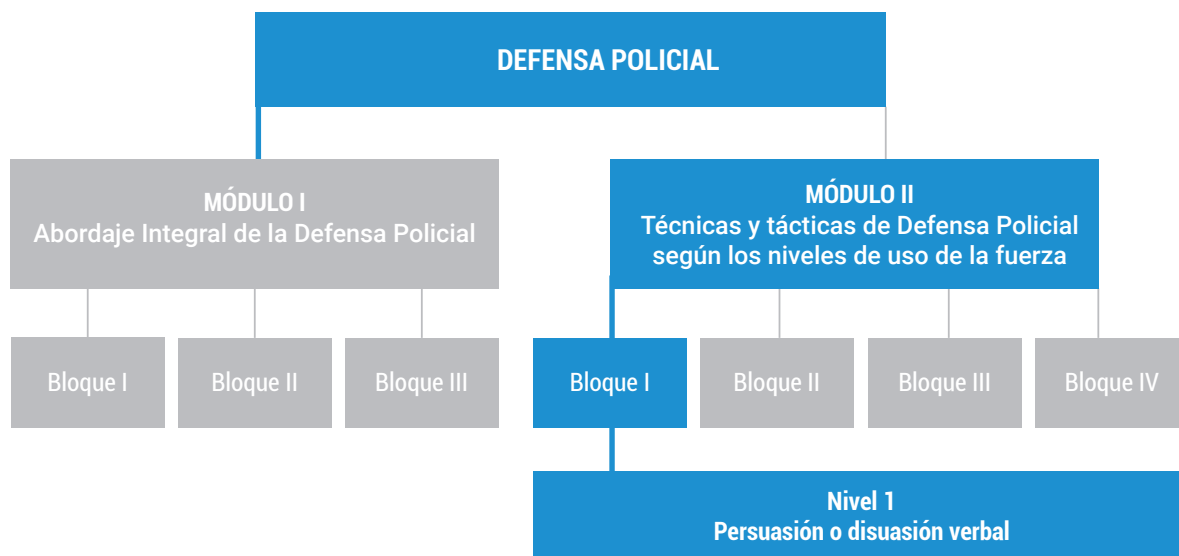 DEFENSA POLICIAL
MÓDULO I
Abordaje Integral de la Defensa Policial
MÓDULO II
Técnicas y tácticas de Defensa Policial
según los niveles de uso de la fuerza
Bloque I
Bloque II
Bloque III
Bloque I
Bloque II
Bloque III
Bloque IV
Nivel 1
Persuasión o disuasión verbal